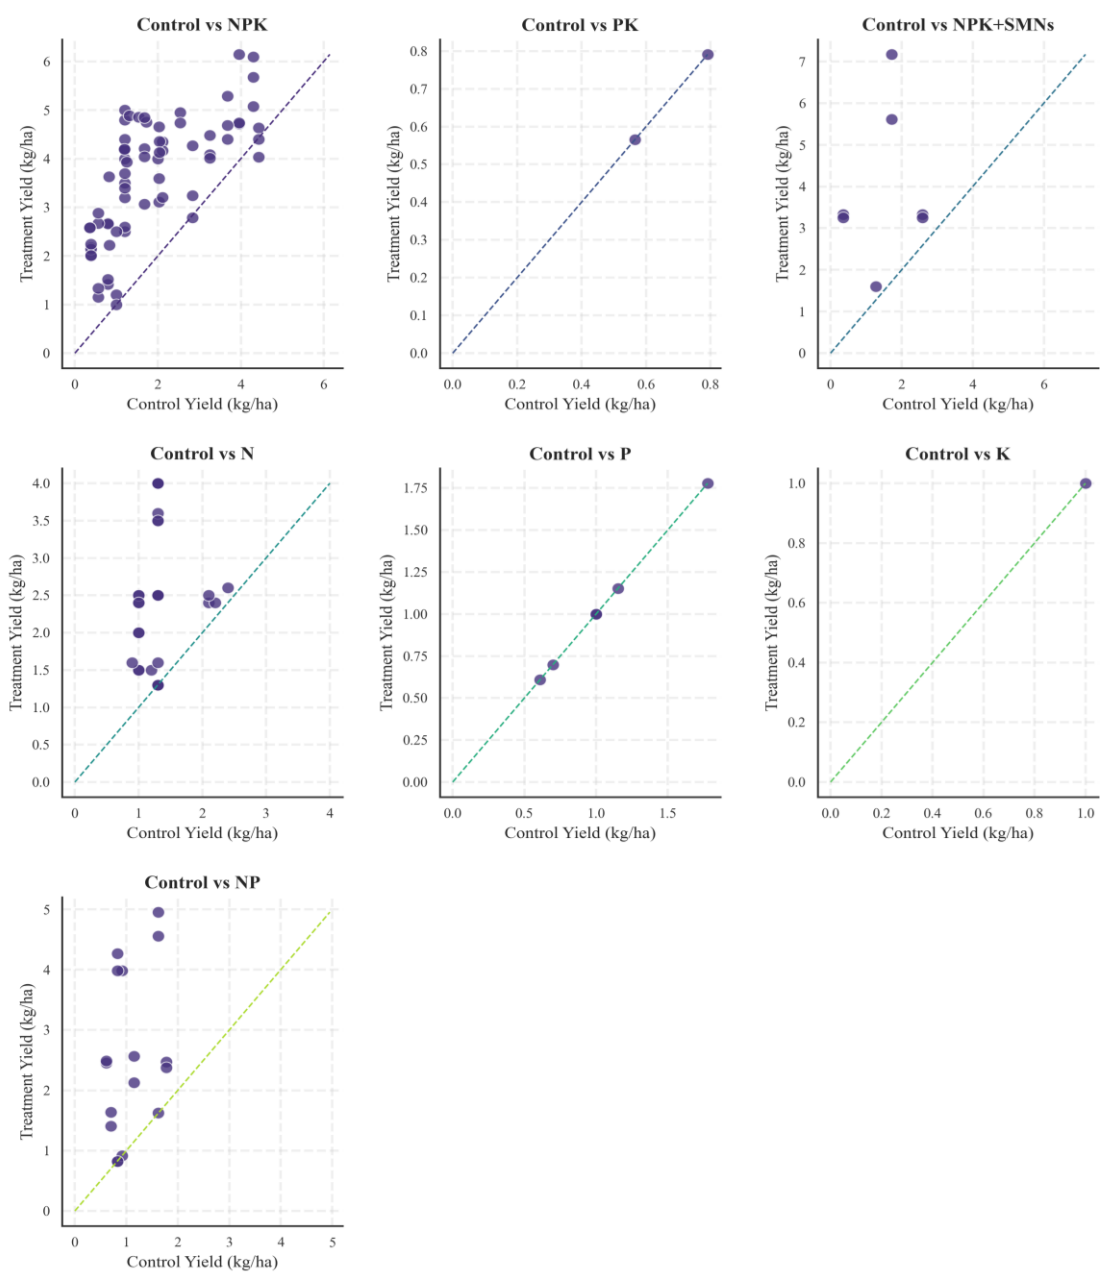 Control vs NPK
Treatment Yield (kg/ha)
6
5
4
3
2
1
0
0 2 4 6
Control Yield (kg/ha)
Control vs PK
Treatment Yield (kg/ha)
0.8
0.7
0.6
0.5
0.4
0.3
0.2
0.1
0.0
0.0 0.2 0.4 0.6 0.8
Control Yield (kg/ha)
Control vs NPK+SMNs
Treatment Yield (kg/ha)
7
6
5
4
3
2
1
0
0 2 4 6
Control Yield (kg/ha)
Control vs N
Treatment Yield (kg/ha)
4.0
3.5
3.0
2.5
2.0
1.5
1.0
0.5
0.0
0 1 2 3 4
Control Yield (kg/ha)
Control vs P
Treatment Yield (kg/ha)
1.75
1.50
1.25
1.00
0.75
0.50
0.25
0.00
0.0 0.5 1.0 1.5
Control Yield (kg/ha)
Control vs K
Treatment Yield (kg/ha)
1.0
0.8
0.6
0.4
0.2
0.0
0.0 0.2 0.4 0.6 0.8 1.0
Control Yield (kg/ha)
Control vs NP
Treatment Yield (kg/ha)
5
4
3
2
1
0
0 1 2 3 4 5
Control Yield (kg/ha)